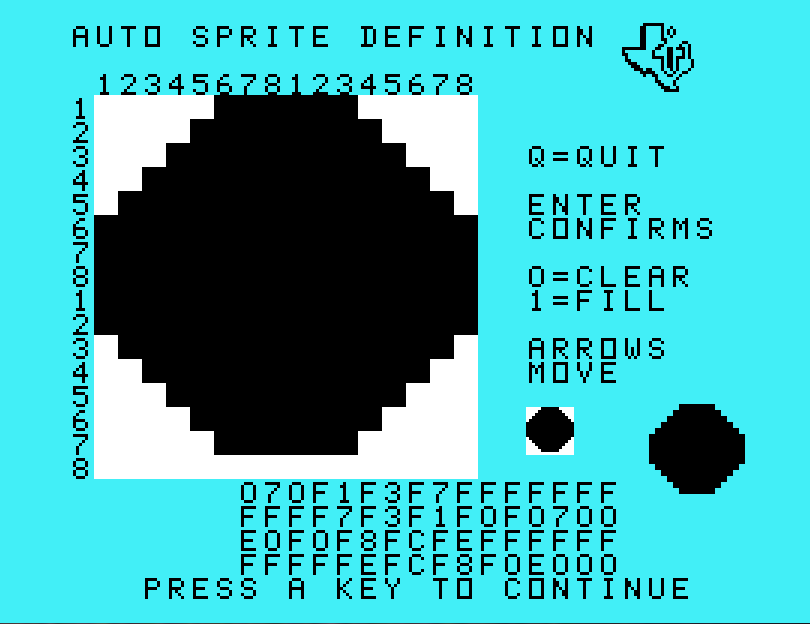 AUTO SPRITE DEFINITION
1234567812345678
1
2
3
4
5
6
7
8
1
2
3
4
5
6
7
8
Q=QUIT
ENTER
CONFIRMS
0=CLEAR
1=FILL
ARROWS
MOVE
070F1F3F7FFFFFFF
FFFF7F3F1F0F0700
E0F0F8FCFEFFFFFF
FFFFFEFCF8F0E000
PRESS A KEY TO CONTINUE